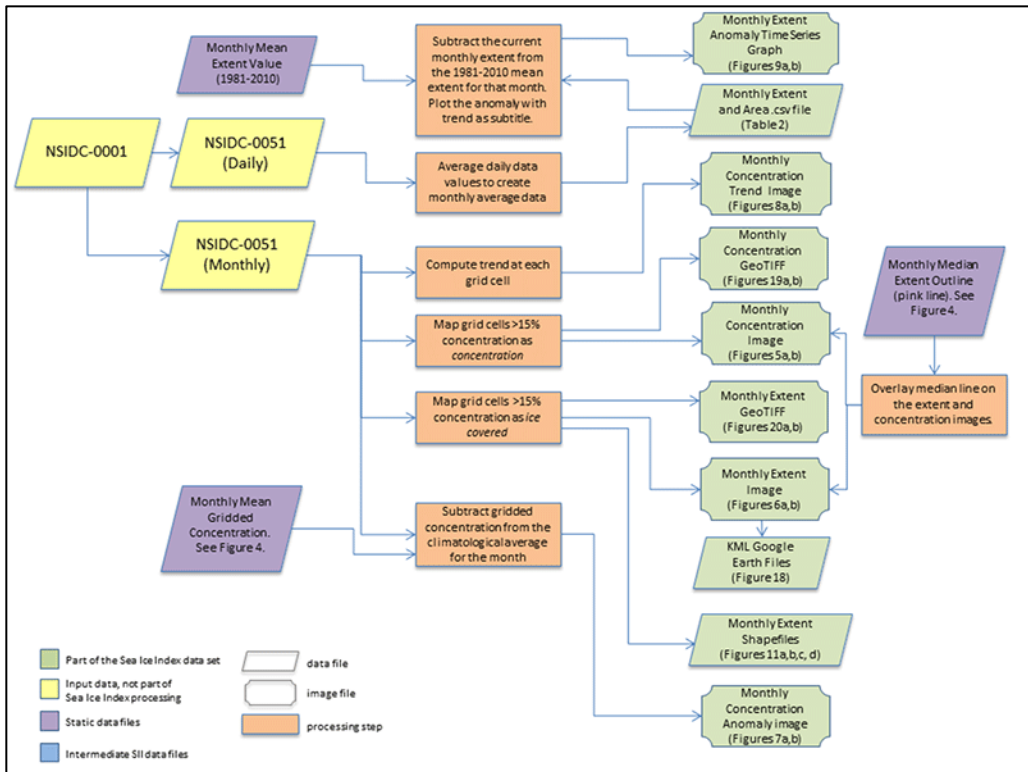 Monthly Mean
Extent Value
(1981-2010)
Subtract the current
monthly extent from
the 1981-2010 mean
extent for that month.
Plot the anomaly with
trend as subtitle.
Monthly Extent
Anomaly Time Series
Graph
(Figures 9a,b)
Monthly Extent
and Area .csv file
(Table 2)
NSIDC-0001
NSIDC-0051
(Daily)
Average daily data
values to create
monthly average data
Monthly
Concentration
Trend Image
(Figures 8a,b)
NSIDC-0051
(Monthly)
Compute trend at each
grid cell
Monthly
Concentration
GeoTIFF
(Figures 19a,b)
Monthly Median
Extent Outline
(pink line). See
Figure 4.
Map grid cells >15%
concentration as
concentration
Monthly
Concentration
Image
(Figures 5a,b)
Map grid cells >15%
concentration as ice
covered
Monthly Extent
GeoTIFF
(Figures 20a,b)
Overlay median line on
the extent and
concentration images.
Monthly Extent
Image
(Figures 6a,b)
Monthly Mean
Gridded
Concentration.
See Figure 4.
Subtract gridded
concentration from the
climatological average
for the month
KML Google
Earth Files
(Figure 18)
Monthly Extent
Shapefiles
(Figures 11a,b,c, d)
Monthly
Concentration
Anomaly image
(Figures 7a,b)
Part of the Sea Ice Index data set
Input data, not part of
Sea Ice Index processing
Static data files
Intermediate SII data files
data file
image file
processing step